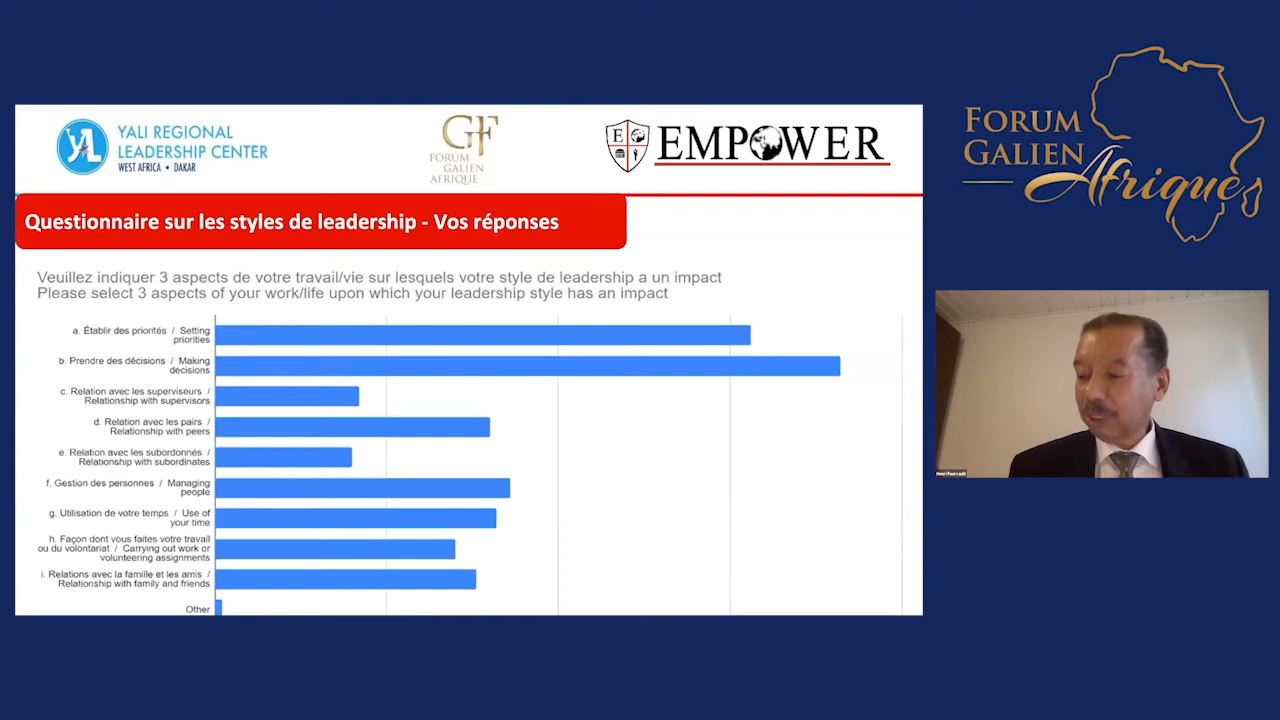 YALI REGIONAL
LEADERSHIP CENTER
WEST AFRICA • DAKAR
GF
FORUM
GALIEN
AFRIQUE
E
EMPOWER
FORUM
GALIEN
Afrique
Questionnaire sur les styles de leadership - Vos réponses
Veuillez indiquer 3 aspects de votre travail/vie sur lesquels votre style de leadership a un impact
Please select 3 aspects of your work/life upon which your leadership style has an impact
a. Établir des priorités / Setting
priorities
b. Prendre des décisions / Making
decisions
c. Relation avec les superviseurs /
Relationship with supervisors
d. Relation avec les pairs /
Relationship with peers
e. Relation avec les subordonnés /
Relationship with subordinates
f. Gestion des personnes / Managing
people
g. Utilisation de votre temps / Use of
your time
h. Façon dont vous faites votre travail
ou du volontariat / Carrying out work or
volunteering assignments
i. Relations avec la famille et les amis /
Relationship with family and friends
Other
Henri Fourcault